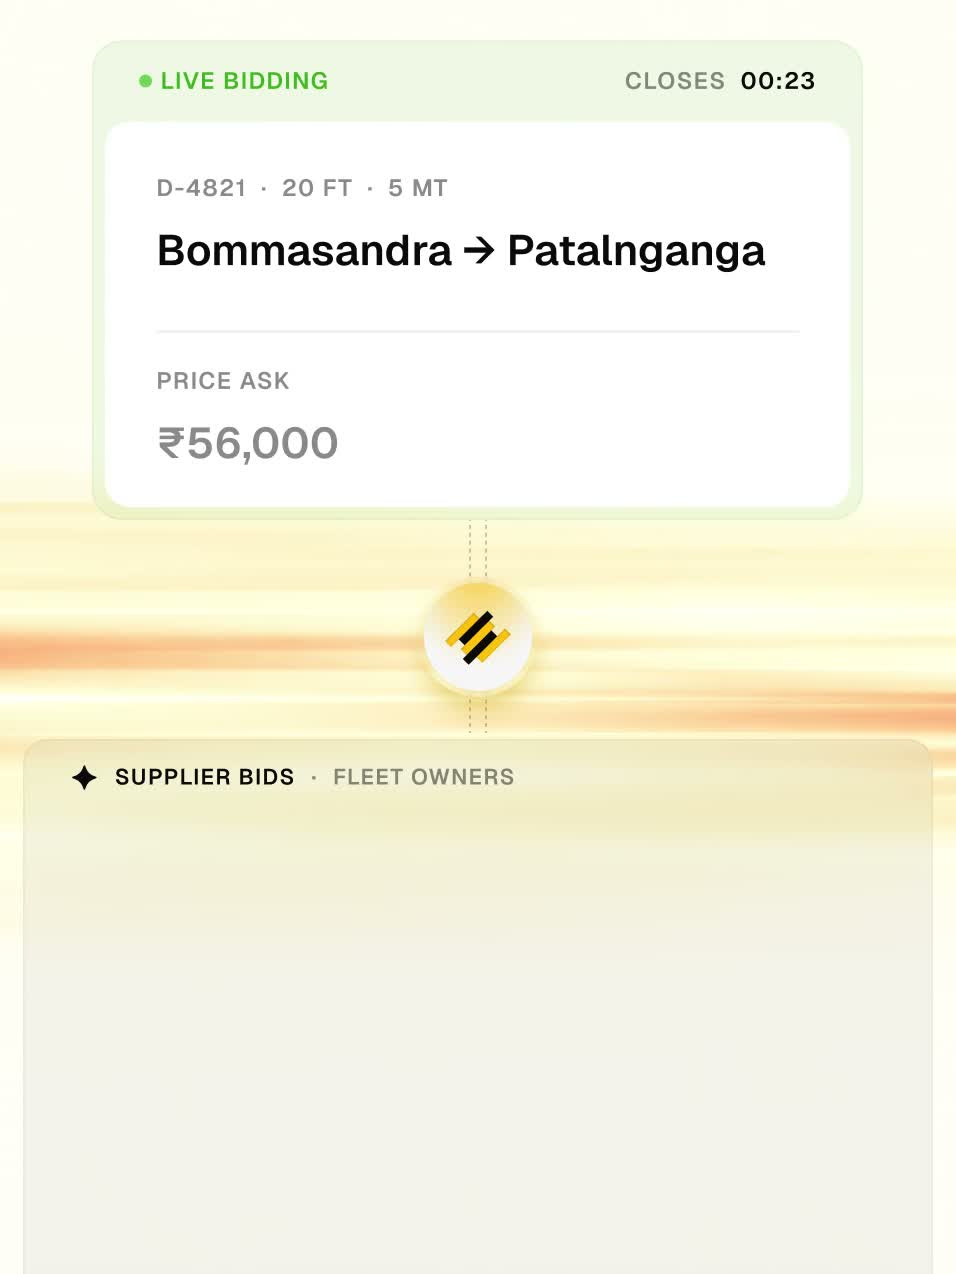 LIVE BIDDING
CLOSES 00:23
D-4821 · 20 FT · 5 MT
Bommasandra → Patalnganga
PRICE ASK
₹56,000
SUPPLIER BIDS · FLEET OWNERS